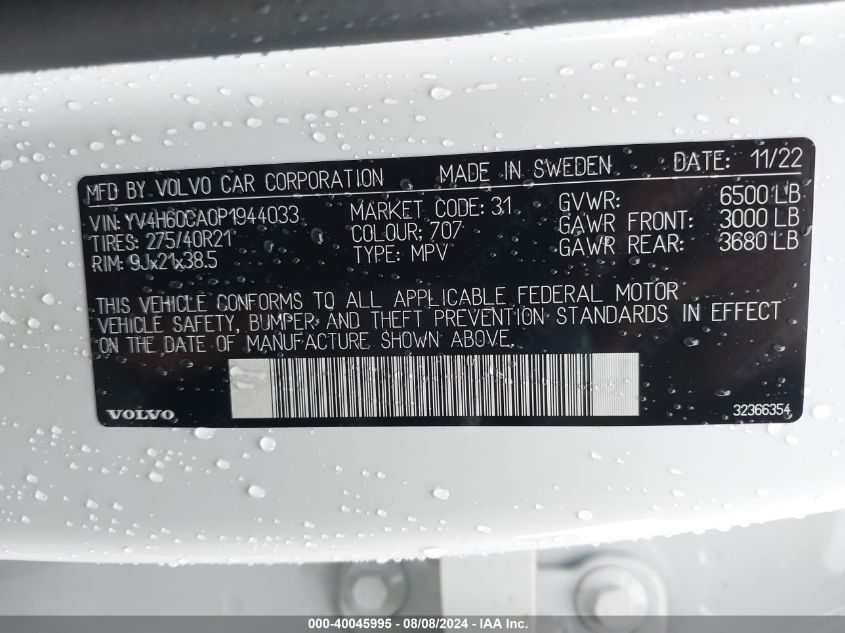 MFD BY VOLVO CAR CORPORATION MADE IN SWEDEN DATE: 11/22
VIN: YV4H60CA0P1944033 MARKET CODE: 31 GVWR: 6500 LB
TIRES: 275/40R21 COLOUR: 707 GAWR FRONT: 3000 LB
RIM: 9Jx21x38.5 TYPE: MPV GAWR REAR: 3680 LB
THIS VEHICLE CONFORMS TO ALL APPLICABLE FEDERAL MOTOR
VEHICLE SAFETY, BUMPER AND THEFT PREVENTION STANDARDS IN EFFECT
ON THE DATE OF MANUFACTURE SHOWN ABOVE.
VOLVO 32366354
000-40045995 - 08/08/2024 - IAA Inc.